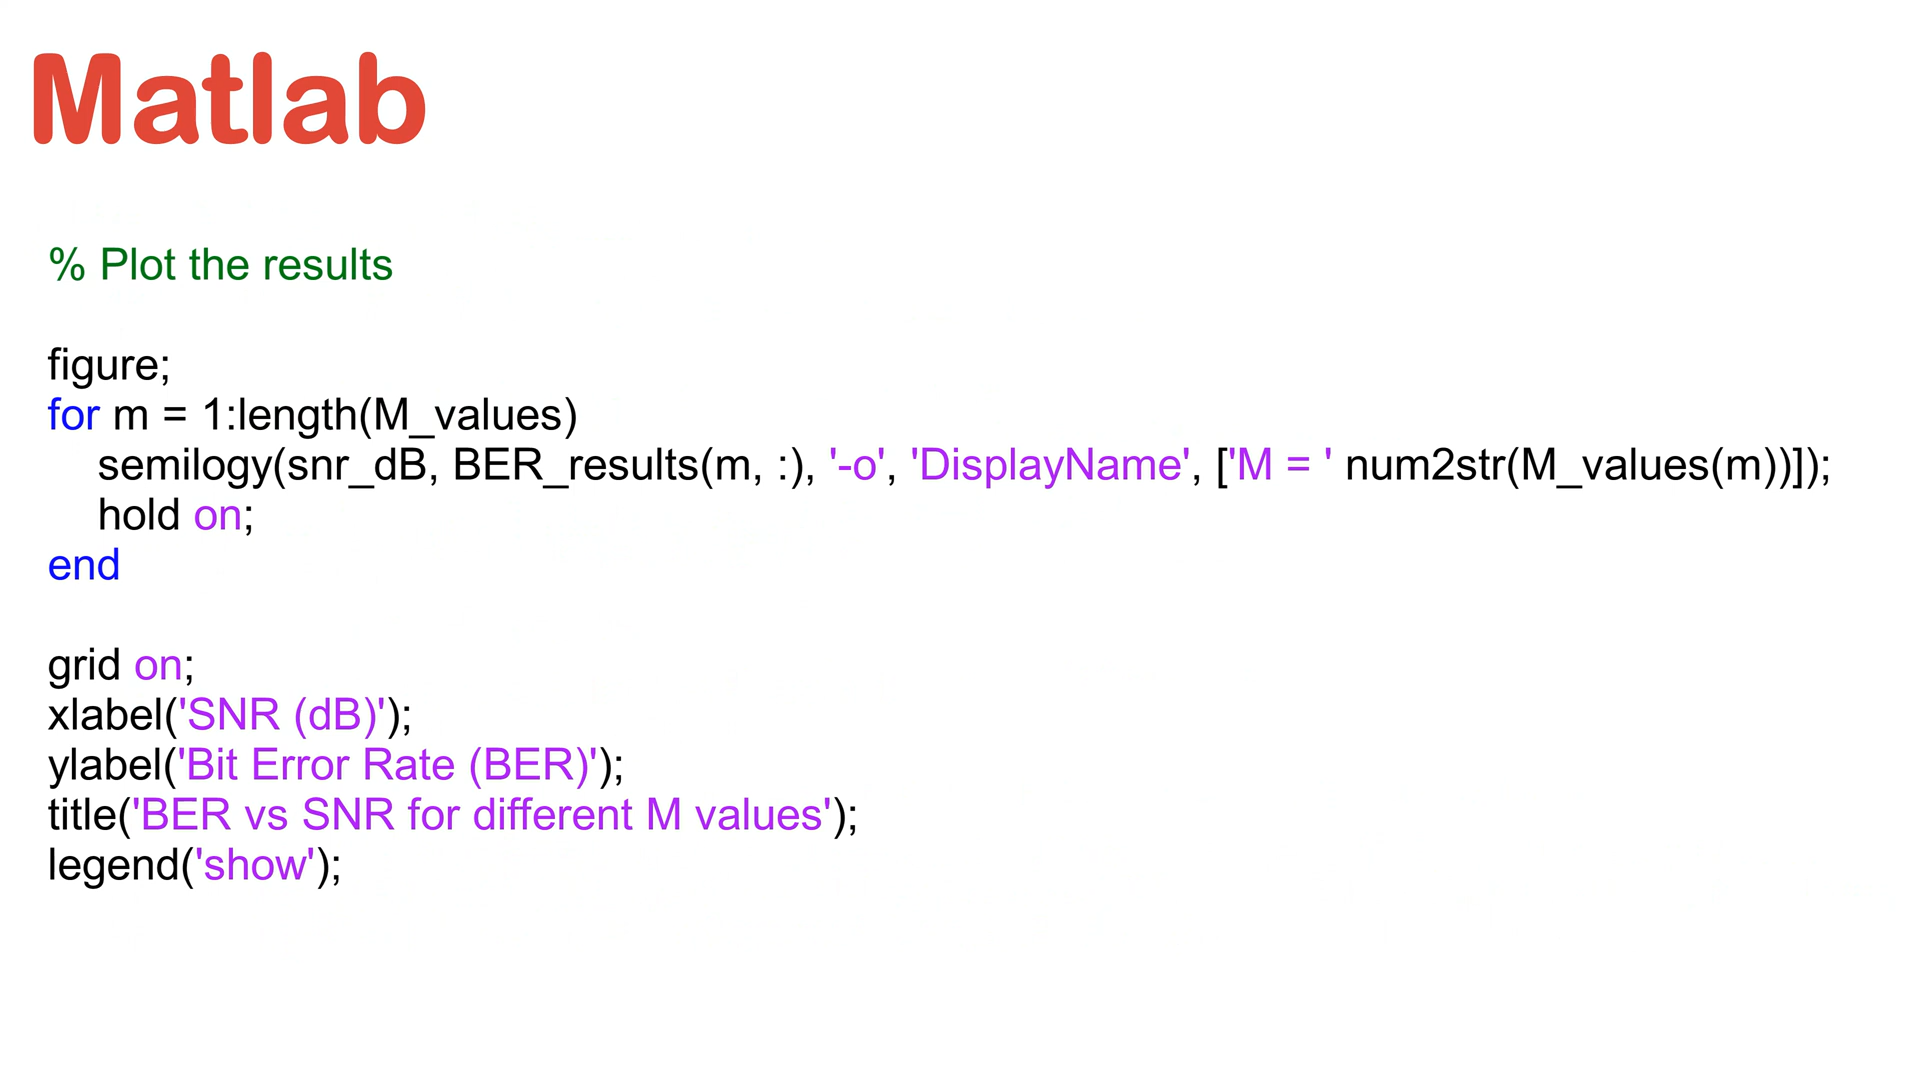 Matlab
% Plot the results
figure;
for m = 1:length(M_values)
semilogy(snr_dB, BER_results(m, :), '-o', 'DisplayName', ['M = ' num2str(M_values(m))]);
hold on;
end
grid on;
xlabel('SNR (dB)');
ylabel('Bit Error Rate (BER)');
title('BER vs SNR for different M values');
legend('show');